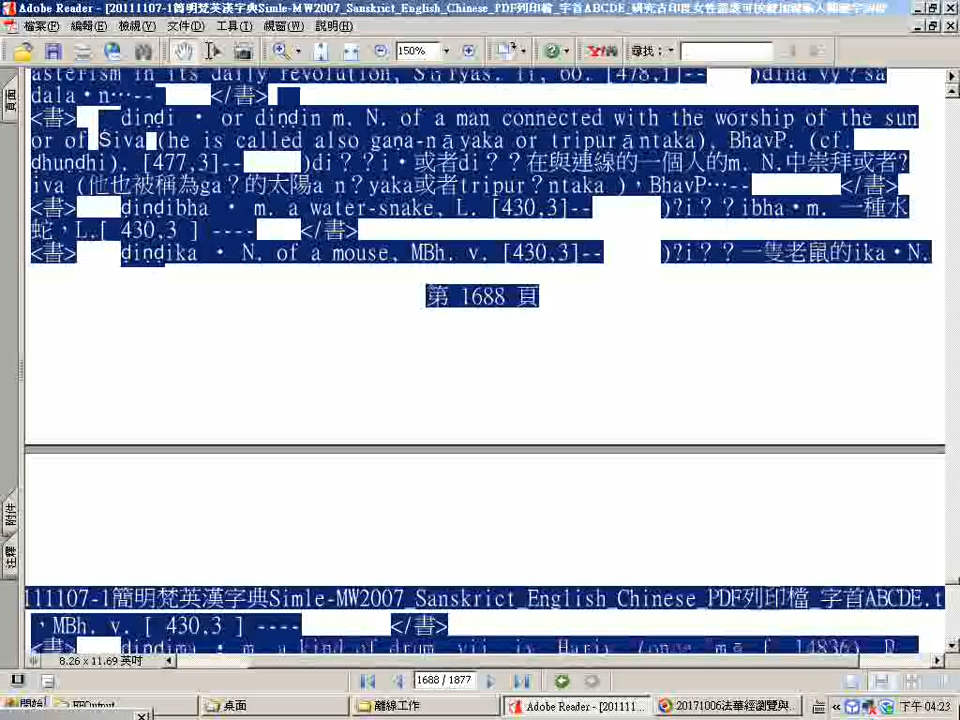 Adobe Reader - [20111107-1簡明梵英漢字典Simle-MW2007_Sanskrict_English_Chinese_PDF列印檔_字首ABCDE_
檔案(F) 編輯(E) 檢視(V) 文件(D) 工具(T) 視窗(W) 說明(H)
150% 尋找：
頁面
asterism in its daily revolution, Sūryas. ii, 60. [478,1]-- )dina vy？sa
dala‧n…-- </書>
<書> diṇḍi ‧ or diṇḍin m. N. of a man connected with the worship of the sun
or of Śiva (he is called also gaṇa-nāyaka or tripurāntaka), BhavP. (cf.
dhuṇḍhi). [477,3]-- )di？？i‧或者di？？在與連線的一個人的m. N.中崇拜或者?
iva (他也被稱為ga？的太陽a n？yaka或者tripur？ntaka )，BhavP…-- </書>
<書> ḍiṇḍibha ‧ m. a water-snake, L. [430,3]-- )?i？？ibha‧m. 一種水
蛇，L.[ 430,3 ] ---- </書>
<書> ḍiṇḍika ‧ N. of a mouse, MBh. v. [430,3]-- )?i？？一隻老鼠的ika‧N.
第 1688 頁
附件
注釋
111107-1簡明梵英漢字典Simle-MW2007_Sanskrict_English_Chinese_PDF列印檔_字首ABCDE.t
，MBh. v. [ 430,3 ] ---- </書>
8.26 x 11.69 英吋
1688 / 1877
開始 桌面 離線工作 Adobe Reader - [201111... 20171006法華經瀏覽與... 下午 04:23